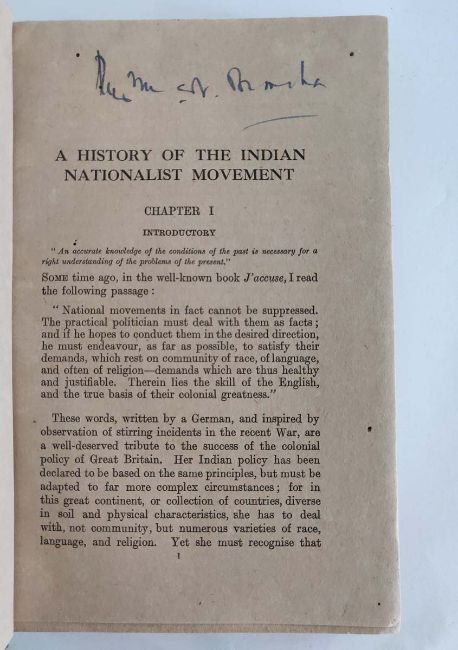 A HISTORY OF THE INDIAN
NATIONALIST MOVEMENT
CHAPTER I
INTRODUCTORY
"An accurate knowledge of the conditions of the past is necessary for a
right understanding of the problems of the present."
SOME time ago, in the well-known book J'accuse, I read
the following passage :
" National movements in fact cannot be suppressed.
The practical politician must deal with them as facts ;
and if he hopes to conduct them in the desired direction,
he must endeavour, as far as possible, to satisfy their
demands, which rest on community of race, of language,
and often of religion—demands which are thus healthy
and justifiable. Therein lies the skill of the English,
and the true basis of their colonial greatness."
These words, written by a German, and inspired by
observation of stirring incidents in the recent War, are
a well-deserved tribute to the success of the colonial
policy of Great Britain. Her Indian policy has been
declared to be based on the same principles, but must be
adapted to far more complex circumstances ; for in
this great continent, or collection of countries, diverse
in soil and physical characteristics, she has to deal
with, not community, but numerous varieties of race,
language, and religion. Yet she must recognise that
1